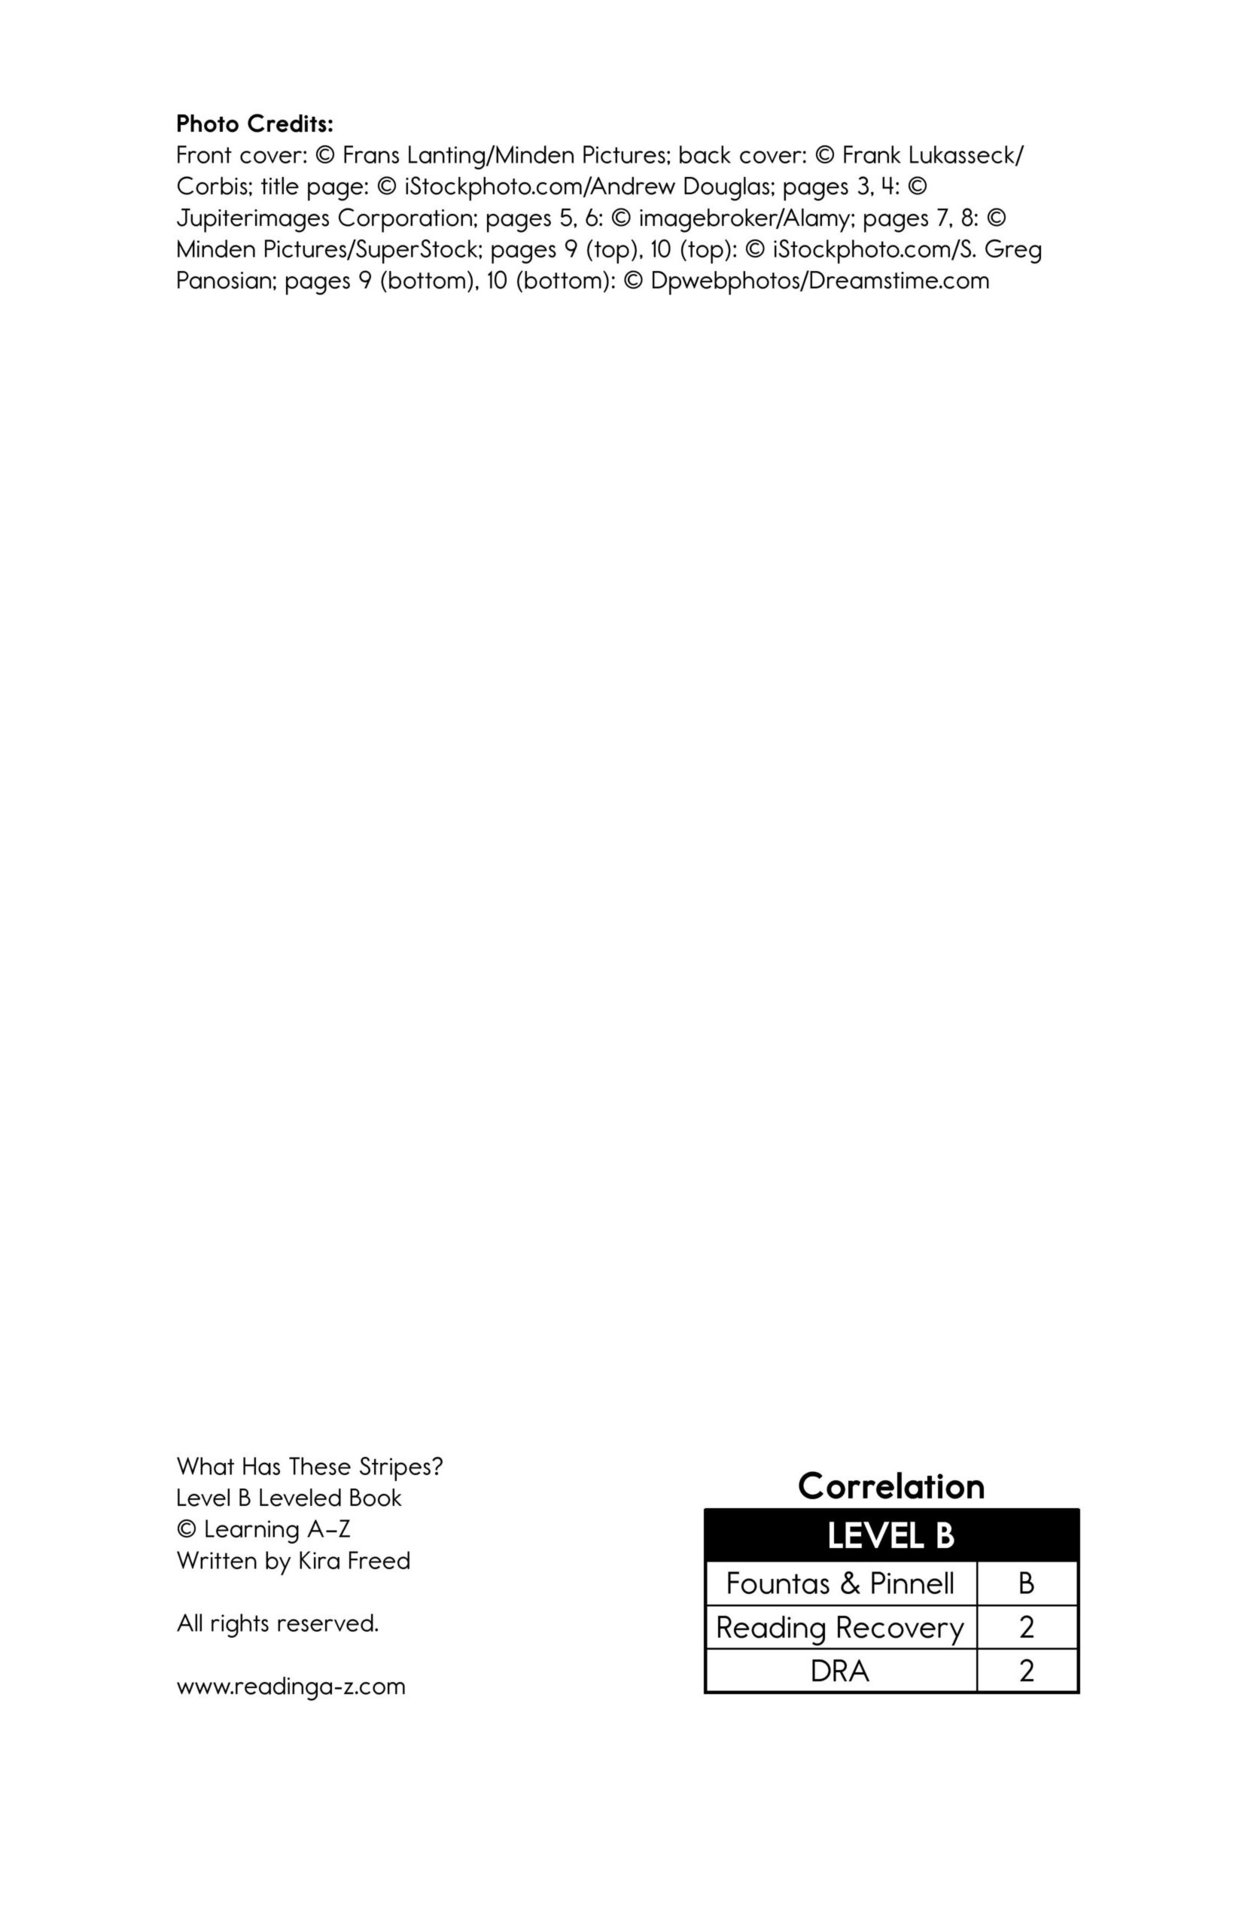 Photo Credits:
Front cover: © Frans Lanting/Minden Pictures; back cover: © Frank Lukasseck/
Corbis; title page: © iStockphoto.com/Andrew Douglas; pages 3, 4: ©
Jupiterimages Corporation; pages 5, 6: © imagebroker/Alamy; pages 7, 8: ©
Minden Pictures/SuperStock; pages 9 (top), 10 (top): © iStockphoto.com/S. Greg
Panosian; pages 9 (bottom), 10 (bottom): © Dpwebphotos/Dreamstime.com
What Has These Stripes?
Level B Leveled Book
© Learning A–Z
Written by Kira Freed
All rights reserved.
www.readinga-z.com
Correlation
LEVEL B
Fountas & Pinnell B
Reading Recovery 2
DRA 2